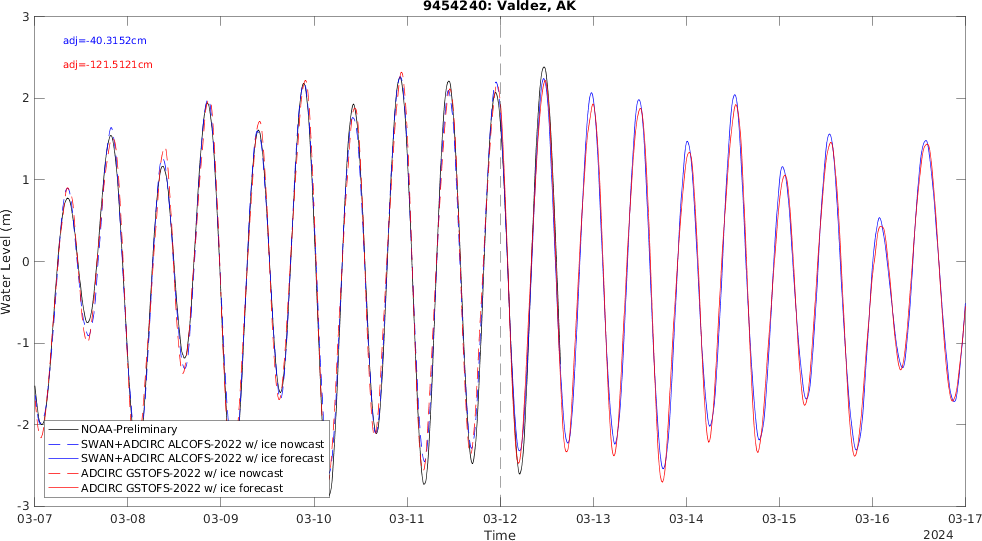 9454240: Valdez, AK
adj=-40.3152cm
adj=-121.5121cm
Water Level (m)
3
2
1
0
-1
-2
-3
NOAA-Preliminary
SWAN+ADCIRC ALCOFS-2022 w/ ice nowcast
SWAN+ADCIRC ALCOFS-2022 w/ ice forecast
ADCIRC GSTOFS-2022 w/ ice nowcast
ADCIRC GSTOFS-2022 w/ ice forecast
03-07 03-08 03-09 03-10 03-11 03-12 03-13 03-14 03-15 03-16 03-17
Time
2024